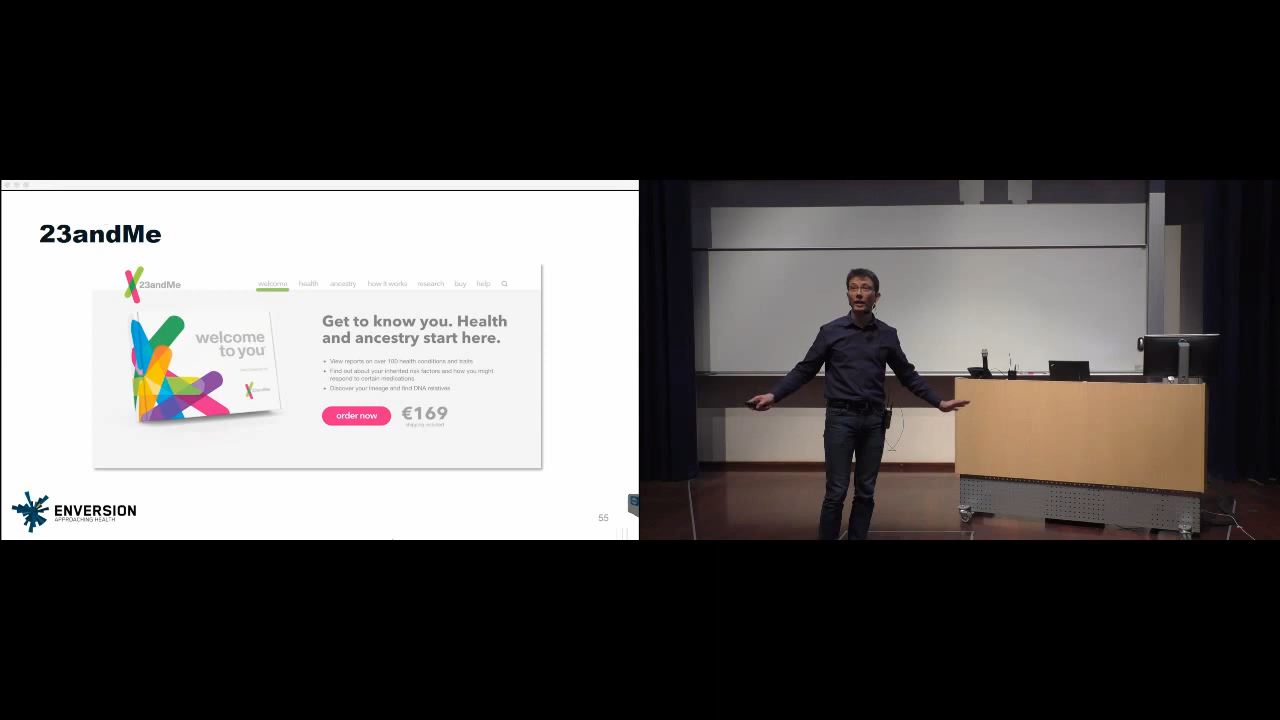 23andMe
23andMe
welcome health ancestry how it works research buy help
welcome
to you
23andMe
Get to know you. Health
and ancestry start here.
• View reports on over 100 health conditions and traits
• Find out about your inherited risk factors and how you might
respond to certain medications
• Discover your lineage and find DNA relatives
order now
€169
shipping included
ENVERSION
APPROACHING HEALTH
55